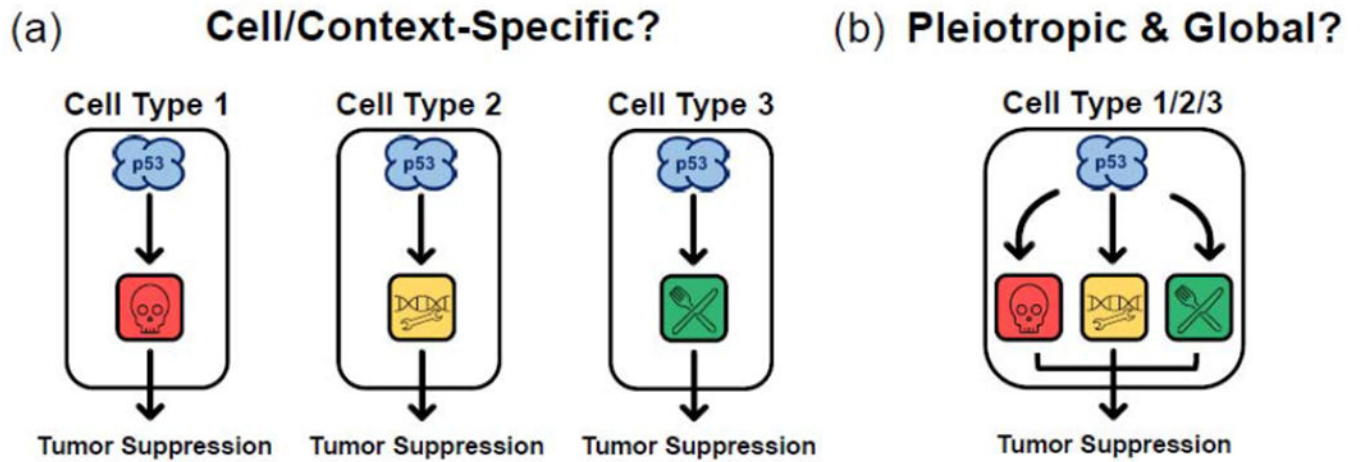 (a) Cell/Context-Specific?
(b) Pleiotropic & Global?
Cell Type 1
Cell Type 2
Cell Type 3
Cell Type 1/2/3
p53
p53
p53
p53
Tumor Suppression
Tumor Suppression
Tumor Suppression
Tumor Suppression